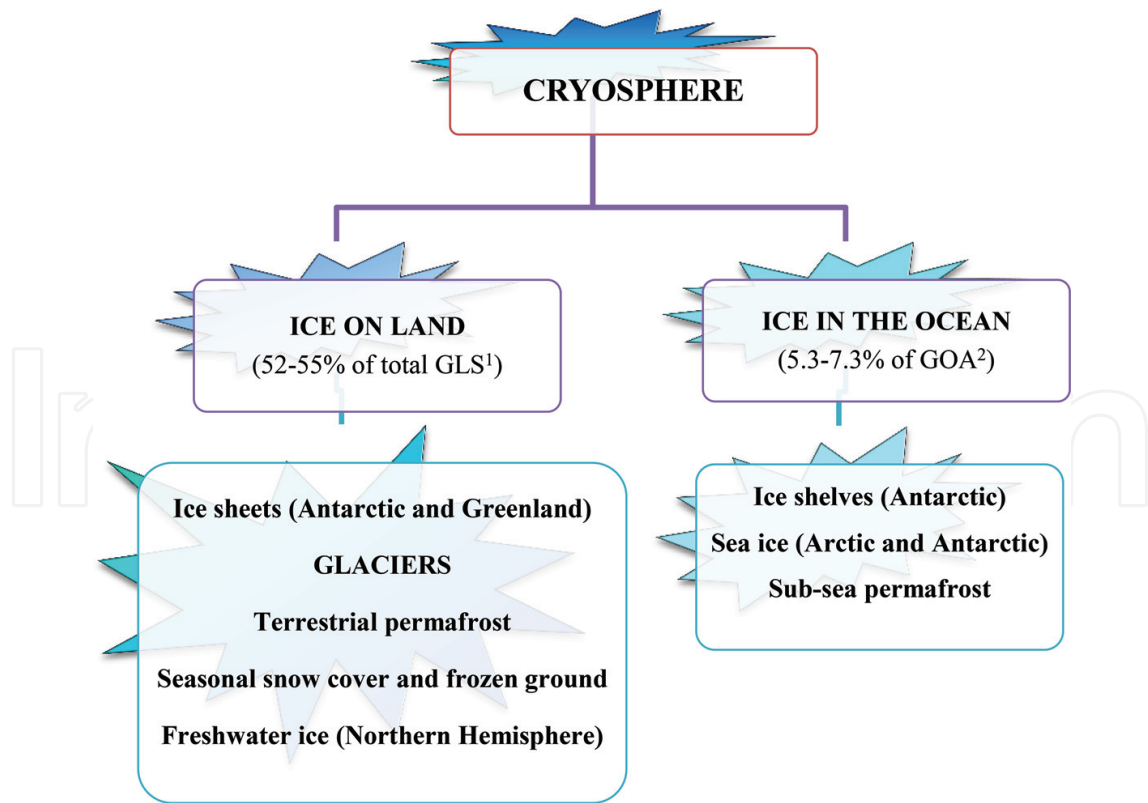 CRYOSPHERE
ICE ON LAND
(52-55% of total GLS¹)
ICE IN THE OCEAN
(5.3-7.3% of GOA²)
Ice sheets (Antarctic and Greenland)
GLACIERS
Terrestrial permafrost
Seasonal snow cover and frozen ground
Freshwater ice (Northern Hemisphere)
Ice shelves (Antarctic)
Sea ice (Arctic and Antarctic)
Sub-sea permafrost